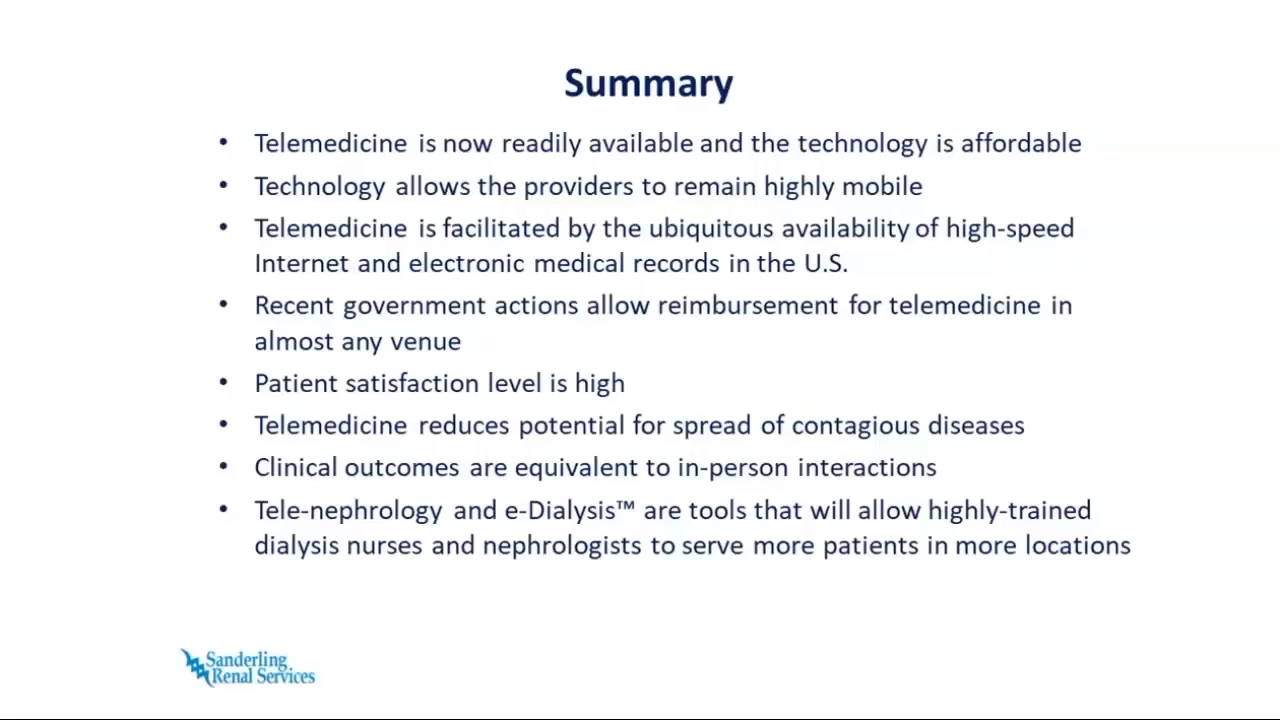 Summary
• Telemedicine is now readily available and the technology is affordable
• Technology allows the providers to remain highly mobile
• Telemedicine is facilitated by the ubiquitous availability of high-speed
Internet and electronic medical records in the U.S.
• Recent government actions allow reimbursement for telemedicine in
almost any venue
• Patient satisfaction level is high
• Telemedicine reduces potential for spread of contagious diseases
• Clinical outcomes are equivalent to in-person interactions
• Tele-nephrology and e-Dialysis™ are tools that will allow highly-trained
dialysis nurses and nephrologists to serve more patients in more locations
Sanderling
Renal Services